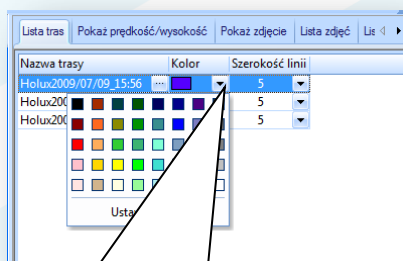 Lista tras Pokaż prędkość/wysokość Pokaż zdjęcie Lista zdjęć
Nazwa trasy Kolor Szerokość linii
Holux2009/07/09_15:56 ... 5
5
5